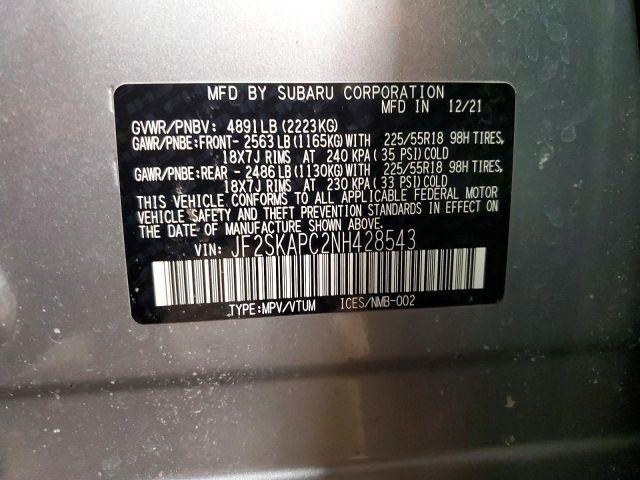 MFD BY SUBARU CORPORATION
MFD IN 12/21
GVWR/PNBV: 4891LB (2223KG)
GAWR/PNBE:FRONT- 2563LB(1165KG)WITH 225/55R18 98H TIRES,
18X7J RIMS AT 240 KPA(35 PSI)COLD
GAWR/PNBE:REAR - 2486LB(1130KG)WITH 225/55R18 98H TIRES,
18X7J RIMS AT 230 KPA(33 PSI)COLD
THIS VEHICLE CONFORMS TO ALL APPLICABLE FEDERAL MOTOR
VEHICLE SAFETY AND THEFT PREVENTION STANDARDS IN EFFECT ON
THE DATE OF MANUFACTURE SHOWN ABOVE.
VIN: JF2SKAPC2NH428543
TYPE:MPV/VTUM ICES/NMB-002